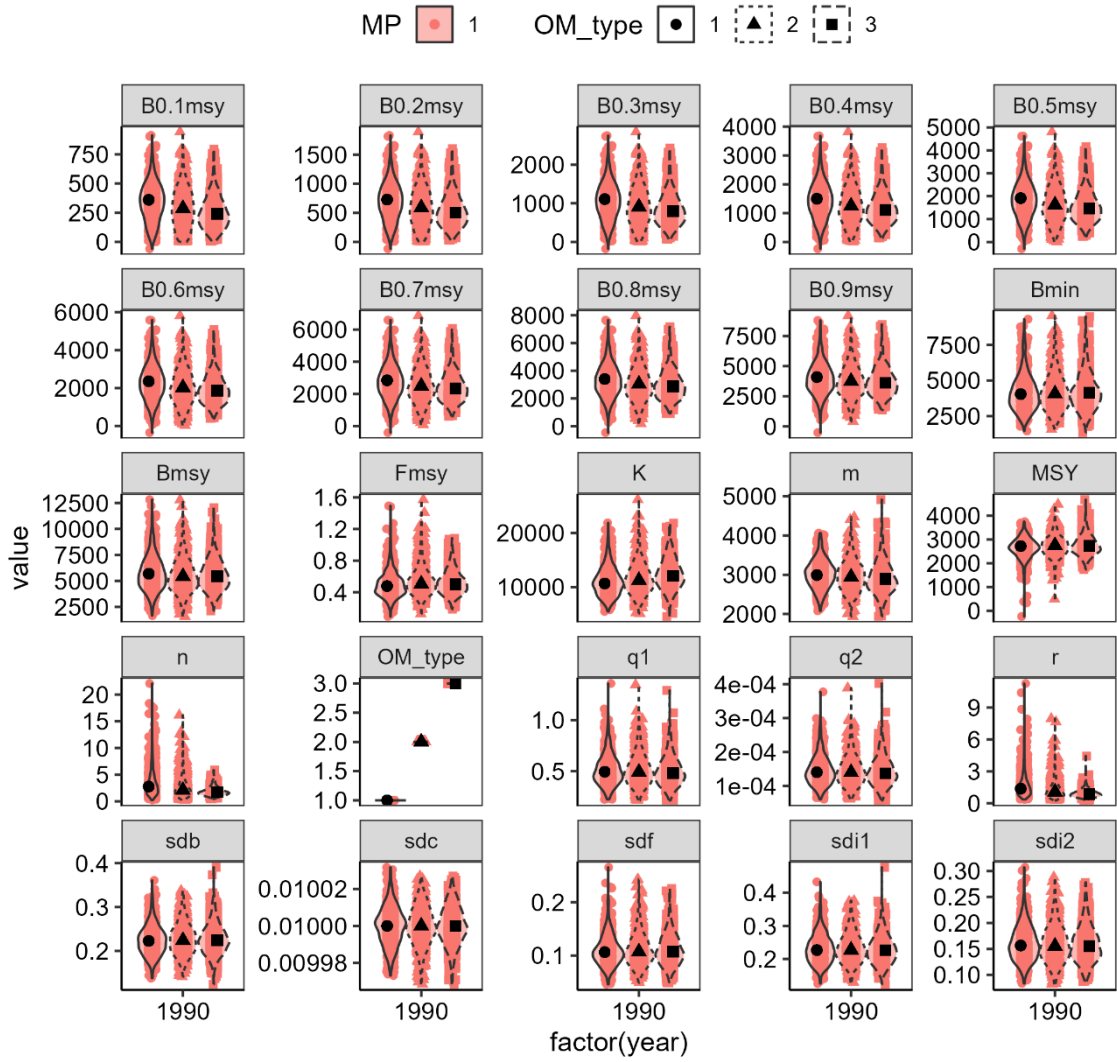 MP 1 OM_type 1 2 3
B0.1msy B0.2msy B0.3msy B0.4msy B0.5msy
750 500 250 0
1500 1000 500 0
2000 1000 0
4000 3000 2000 1000 0
5000 4000 3000 2000 1000 0
B0.6msy B0.7msy B0.8msy B0.9msy Bmin
6000 4000 2000 0
6000 4000 2000 0
8000 6000 4000 2000 0
7500 5000 2500 0
7500 5000 2500
Bmsy Fmsy K m MSY
12500 10000 7500 5000 2500
1.6 1.2 0.8 0.4
20000 10000
5000 4000 3000 2000
4000 3000 2000 1000 0
n OM_type q1 q2 r
20 15 10 5 0
3.0 2.5 2.0 1.5 1.0
1.0 0.5
4e-04 3e-04 2e-04 1e-04
9 6 3 0
sdb sdc sdf sdi1 sdi2
0.4 0.3 0.2
0.01002 0.01000 0.00998
0.2 0.1
0.4 0.3 0.2
0.30 0.25 0.20 0.15 0.10
1990 1990 1990 1990 1990
value
factor(year)